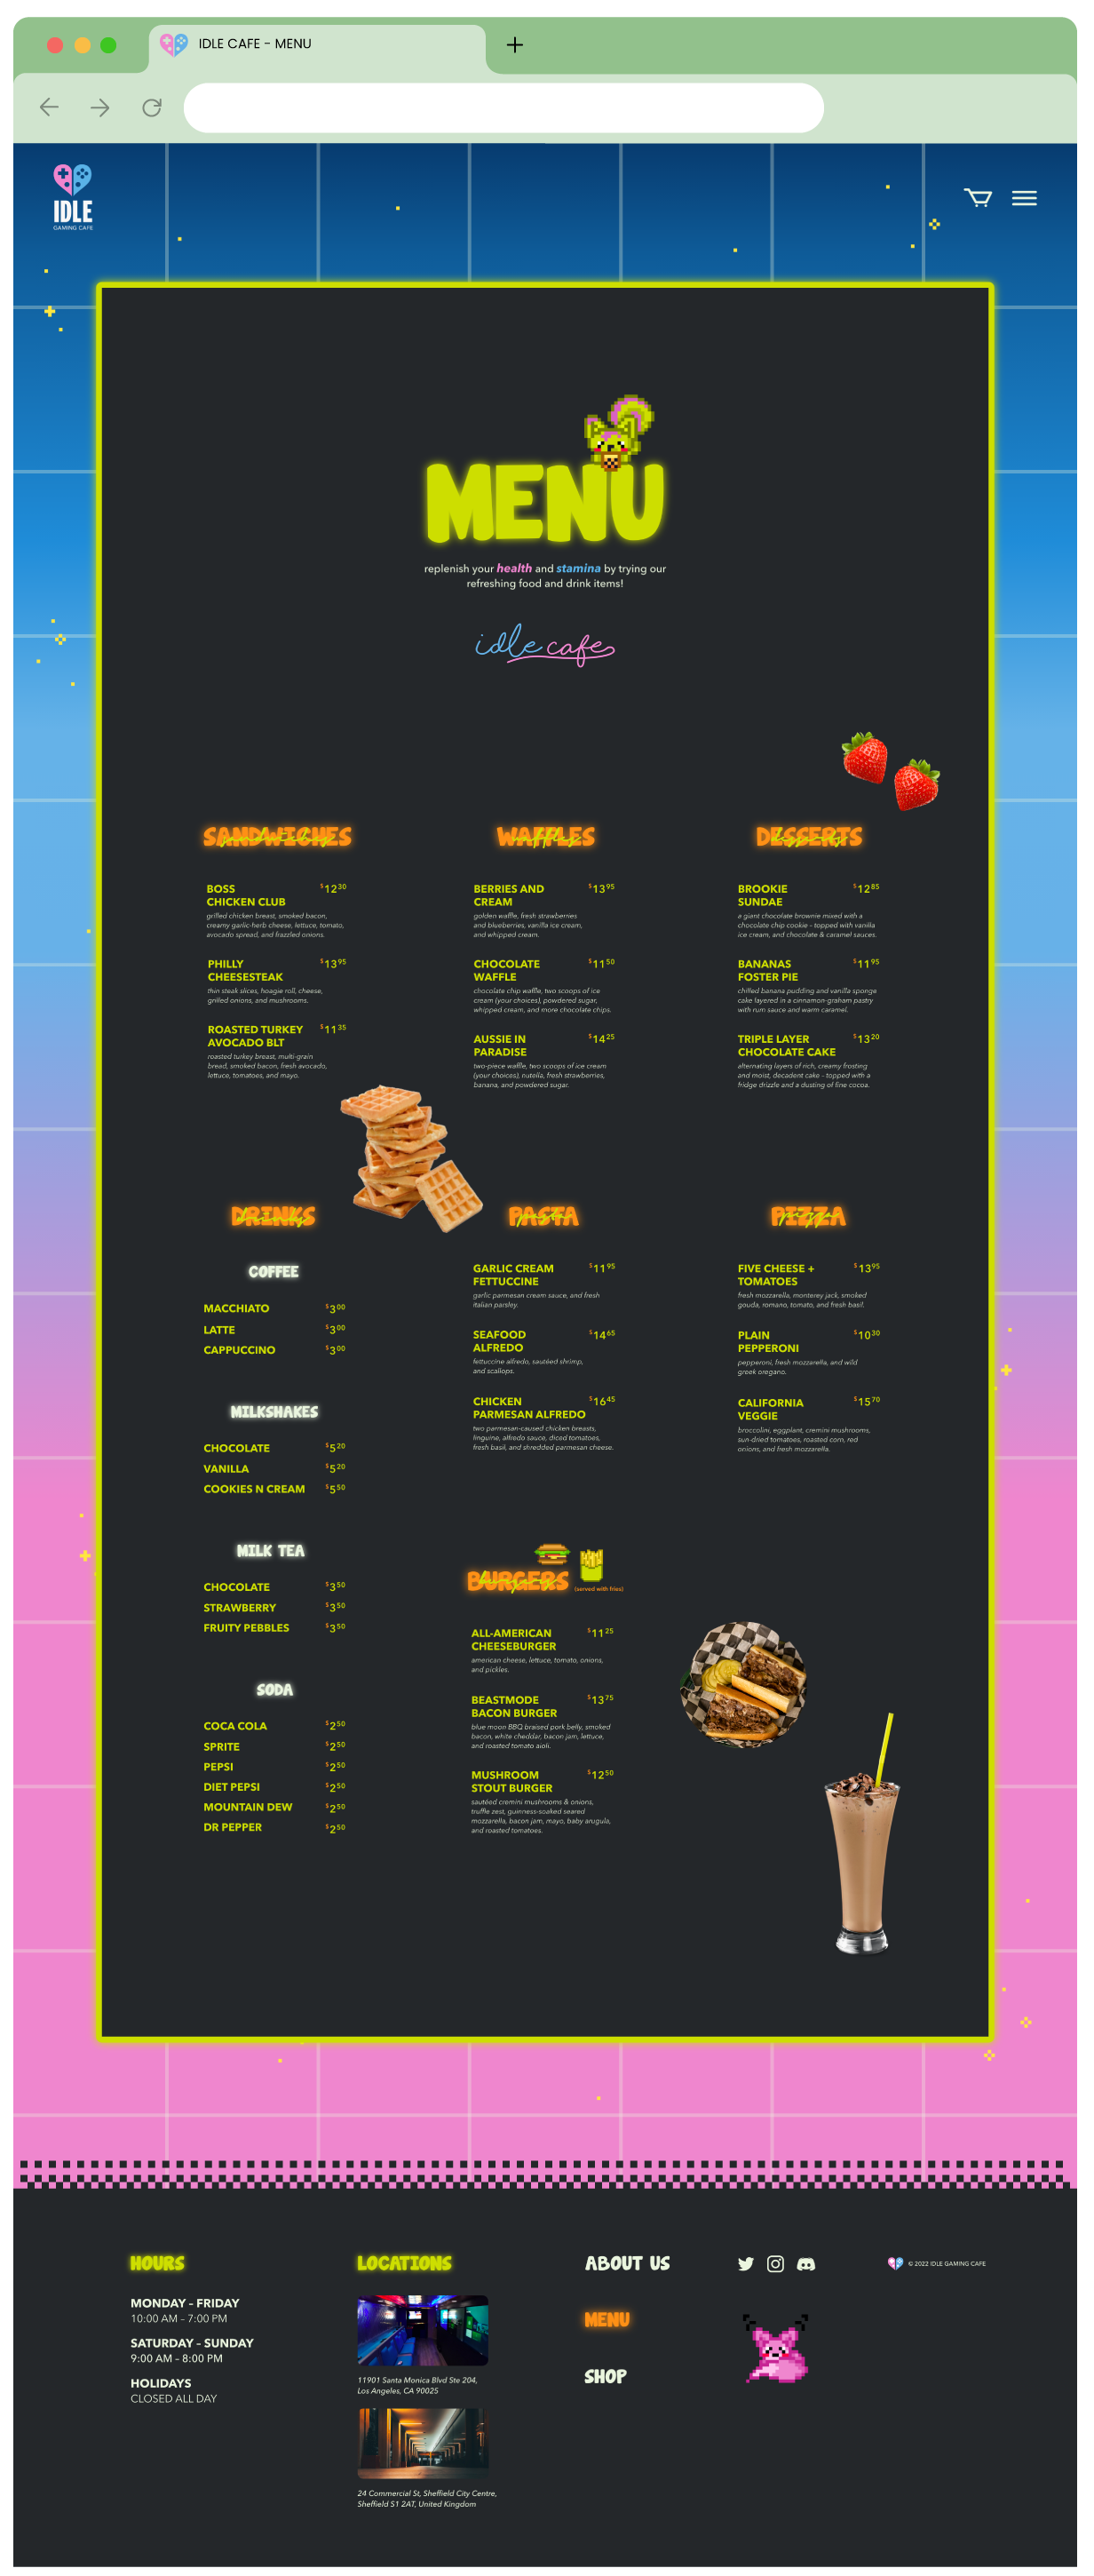 IDLE CAFE - MENU
IDLE
GAMING CAFE
MENU
replenish your health and stamina by trying our
refreshing food and drink items!
idle cafe
SANDWICHES
sandwiches
BOSS $12 30
CHICKEN CLUB
grilled chicken breast, smoked bacon,
creamy garlic-herb cheese, lettuce, tomato,
avocado spread, and frazzled onions.
PHILLY $13 95
CHEESESTEAK
thin steak slices, hoagie roll, cheese,
grilled onions, and mushrooms.
ROASTED TURKEY $11 35
AVOCADO BLT
roasted turkey breast, multi-grain
bread, smoked bacon, fresh avocado,
lettuce, tomatoes, and mayo.
WAFFLES
waffles
BERRIES AND $13 95
CREAM
golden waffle, fresh strawberries
and blueberries, vanilla ice cream,
and whipped cream.
CHOCOLATE $11 50
WAFFLE
chocolate chip waffle, two scoops of ice
cream (your choices), powdered sugar,
whipped cream, and more chocolate chips.
AUSSIE IN $14 25
PARADISE
two-piece waffle, two scoops of ice cream
(your choices), nutella, fresh strawberries,
banana, and powdered sugar.
DESSERTS
desserts
BROOKIE $12 85
SUNDAE
a giant chocolate brownie mixed with a
chocolate chip cookie - topped with vanilla
ice cream, and chocolate & caramel sauces.
BANANAS $11 95
FOSTER PIE
chilled banana pudding and vanilla sponge
cake layered in a cinnamon-graham pastry
with rum sauce and warm caramel.
TRIPLE LAYER $13 20
CHOCOLATE CAKE
alternating layers of rich, creamy frosting
and moist, decadent cake - topped with a
fridge drizzle and a dusting of fine cocoa.
DRINKS
drinks
COFFEE
MACCHIATO $3 00
LATTE $3 00
CAPPUCCINO $3 00
MILKSHAKES
CHOCOLATE $5 20
VANILLA $5 20
COOKIES N CREAM $5 50
MILK TEA
CHOCOLATE $3 50
STRAWBERRY $3 50
FRUITY PEBBLES $3 50
SODA
COCA COLA $2 50
SPRITE $2 50
PEPSI $2 50
DIET PEPSI $2 50
MOUNTAIN DEW $2 50
DR PEPPER $2 50
PASTA
pasta
GARLIC CREAM $11 95
FETTUCCINE
garlic parmesan cream sauce, and fresh
italian parsley.
SEAFOOD $14 65
ALFREDO
fettuccine alfredo, sautéed shrimp,
and scallops.
CHICKEN $16 45
PARMESAN ALFREDO
two parmesan-caused chicken breasts,
linguine, alfredo sauce, diced tomatoes,
fresh basil, and shredded parmesan cheese.
PIZZA
pizza
FIVE CHEESE + $13 95
TOMATOES
fresh mozzarella, monterey jack, smoked
gouda, romano, tomato, and fresh basil.
PLAIN $10 30
PEPPERONI
pepperoni, fresh mozzarella, and wild
greek oregano.
CALIFORNIA $15 70
VEGGIE
broccolini, eggplant, cremini mushrooms,
sun-dried tomatoes, roasted corn, red
onions, and fresh mozzarella.
BURGERS
burgers
(served with fries)
ALL-AMERICAN $11 25
CHEESEBURGER
american cheese, lettuce, tomato, onions,
and pickles.
BEASTMODE $13 75
BACON BURGER
blue moon BBQ braised pork belly, smoked
bacon, white cheddar, bacon jam, lettuce,
and roasted tomato aioli.
MUSHROOM $12 50
STOUT BURGER
sautéed cremini mushrooms & onions,
truffle zest, guinness-soaked seared
mozzarella, bacon jam, mayo, baby arugula,
and roasted tomatoes.
HOURS
MONDAY - FRIDAY
10:00 AM - 7:00 PM
SATURDAY - SUNDAY
9:00 AM - 8:00 PM
HOLIDAYS
CLOSED ALL DAY
LOCATIONS
11901 Santa Monica Blvd Ste 204,
Los Angeles, CA 90025
24 Commercial St, Sheffield City Centre,
Sheffield S1 2AT, United Kingdom
ABOUT US
MENU
SHOP
© 2022 IDLE GAMING CAFE